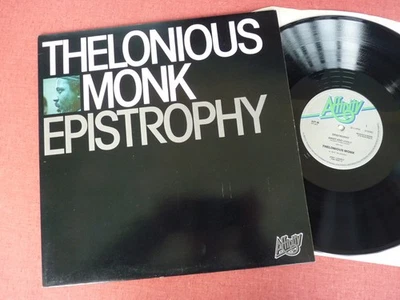 THELONIOUS
MONK
EPISTROPHY
Affinity
Affinity
THELONIOUS MONK